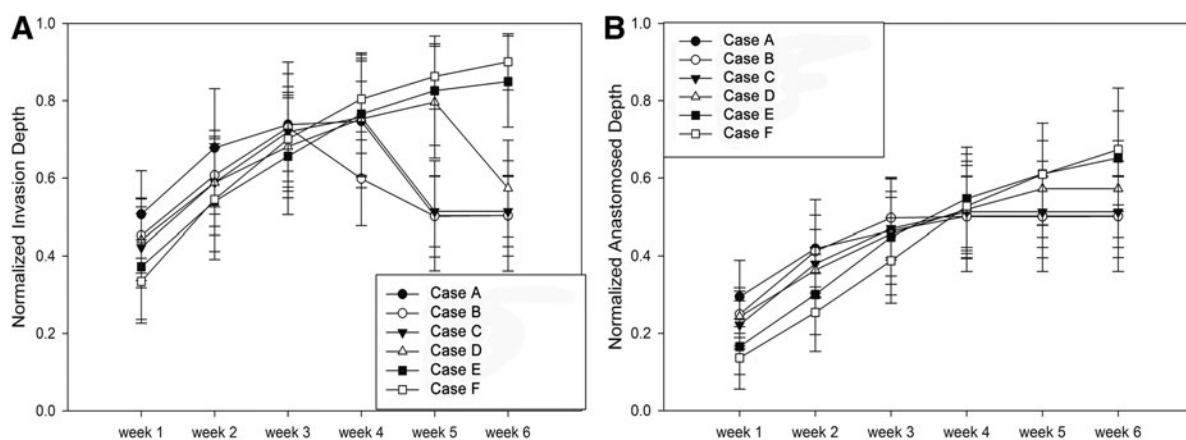 A
Normalized Invasion Depth
1.0
0.8
0.6
0.4
0.2
0.0
Case A
Case B
Case C
Case D
Case E
Case F
week 1 week 2 week 3 week 4 week 5 week 6
B
Normalized Anastomosed Depth
1.0
0.8
0.6
0.4
0.2
0.0
Case A
Case B
Case C
Case D
Case E
Case F
week 1 week 2 week 3 week 4 week 5 week 6